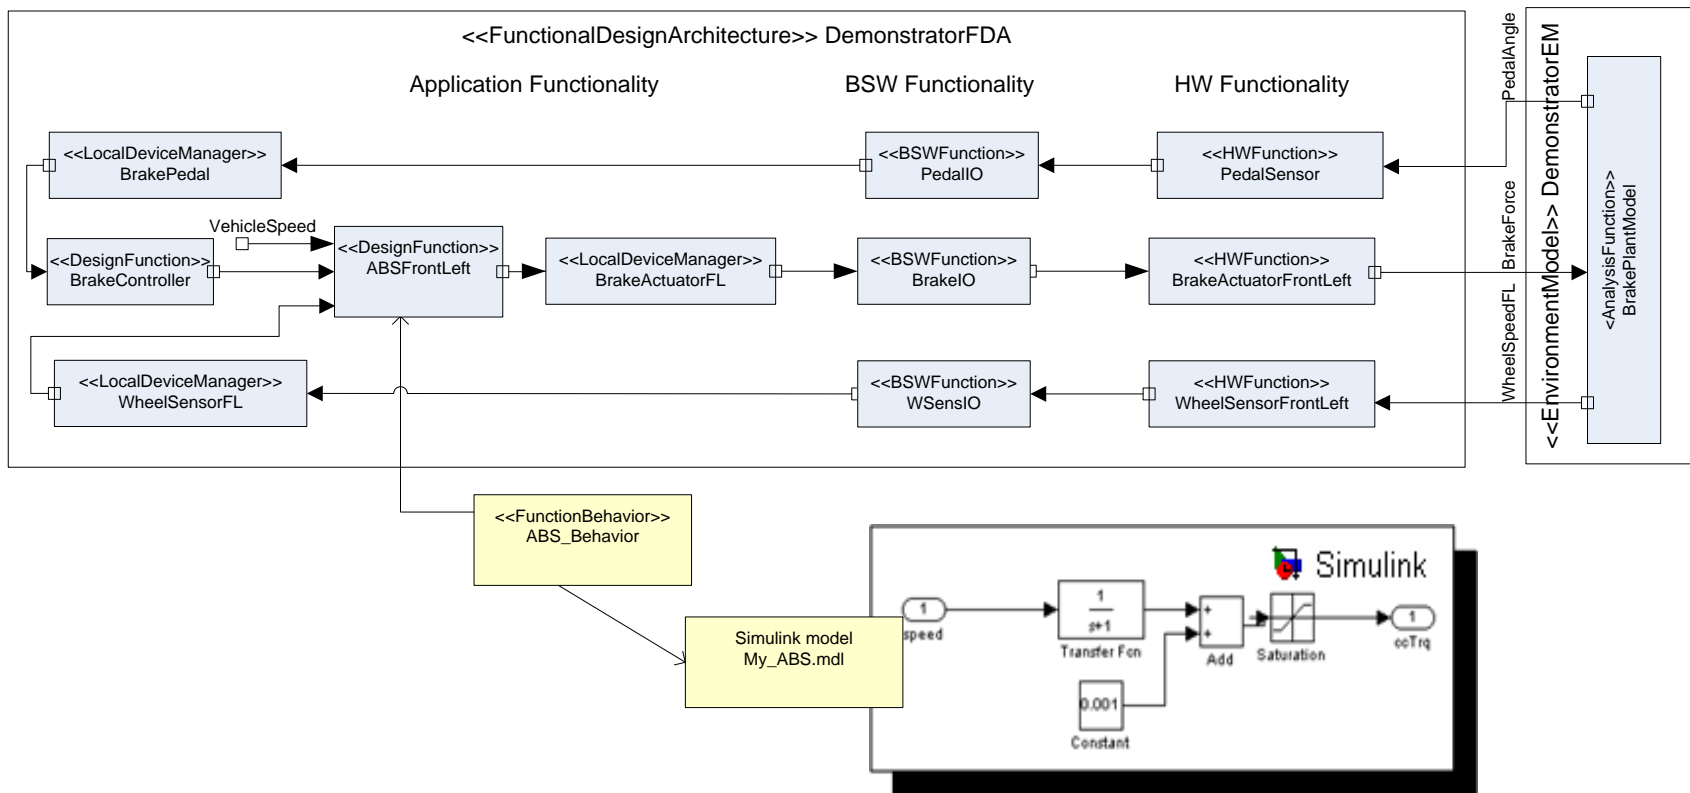 <<FunctionalDesignArchitecture>> DemonstratorFDA
Application Functionality
BSW Functionality
HW Functionality
<<LocalDeviceManager>>
BrakePedal
<<BSWFunction>>
PedalIO
<<HWFunction>>
PedalSensor
VehicleSpeed
<<DesignFunction>>
BrakeController
<<DesignFunction>>
ABSFrontLeft
<<LocalDeviceManager>>
BrakeActuatorFL
<<BSWFunction>>
BrakeIO
<<HWFunction>>
BrakeActuatorFrontLeft
<<LocalDeviceManager>>
WheelSensorFL
<<BSWFunction>>
WSensIO
<<HWFunction>>
WheelSensorFrontLeft
PedalAngle
BrakeForce
WheelSpeedFL
<<EnvironmentModel>> DemonstratorEM
<AnalysisFunction>>
BrakePlantModel
<<FunctionBehavior>>
ABS_Behavior
Simulink model
My_ABS.mdl
Simulink
1
speed
1
s+1
Transfer Fcn
+
+
Add
Saturation
1
ccTrq
0.001
Constant